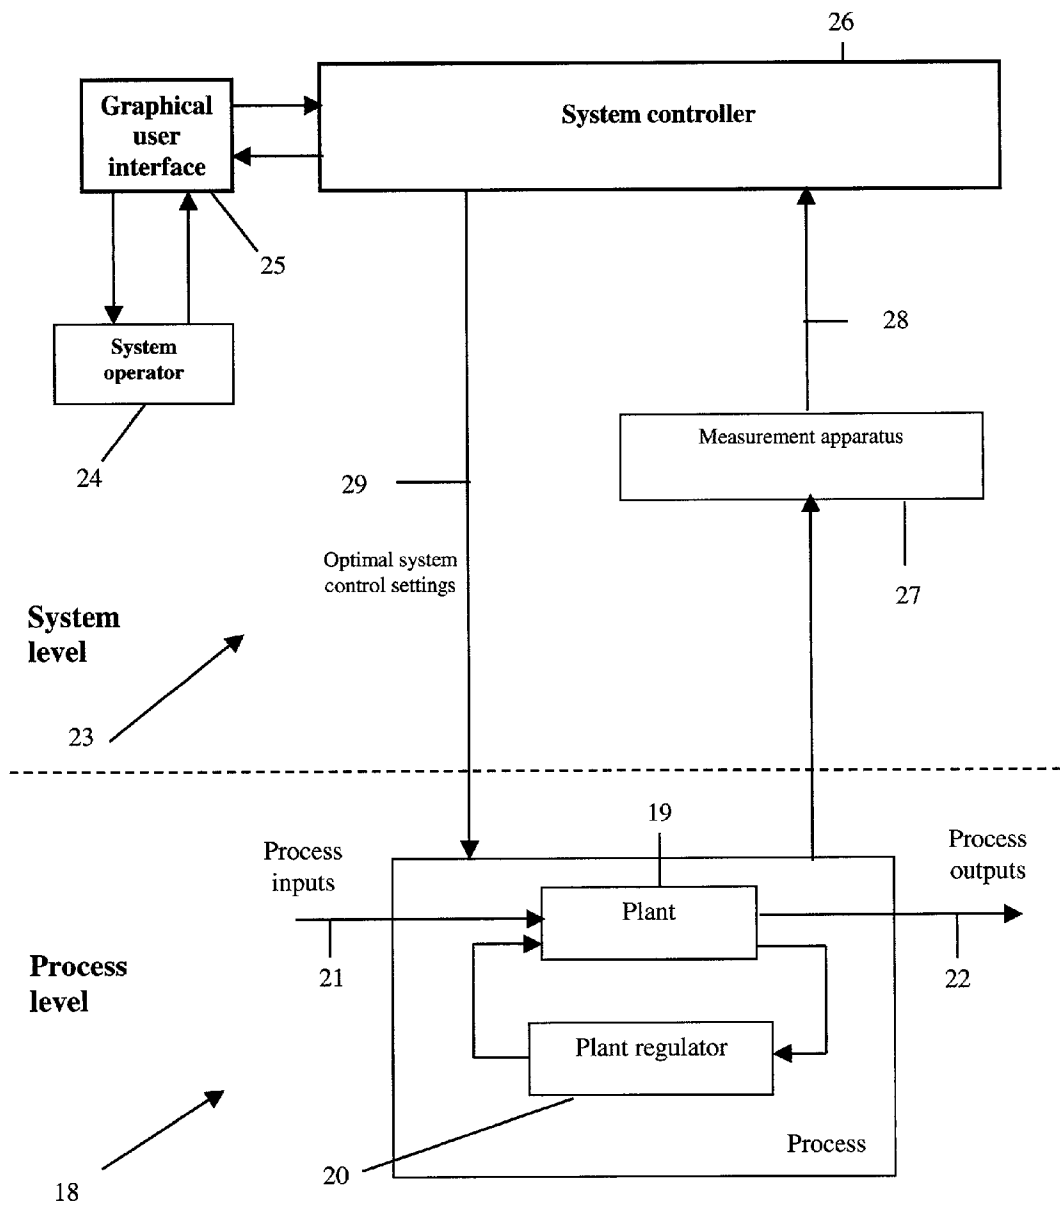 26
Graphical
user
interface
System controller
25
System
operator
28
24
Measurement apparatus
29
Optimal system
control settings
27
System
level
23
19
Process
inputs
Process
outputs
Plant
21
22
Process
level
Plant regulator
Process
20
18